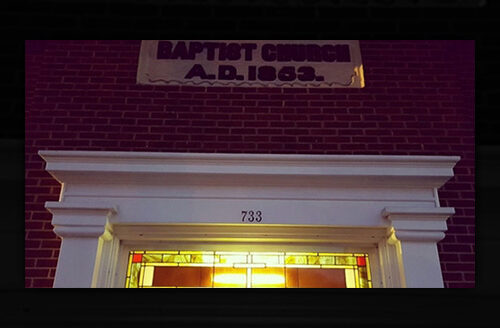 BAPTIST CHURCH
A.D. 1863.
733